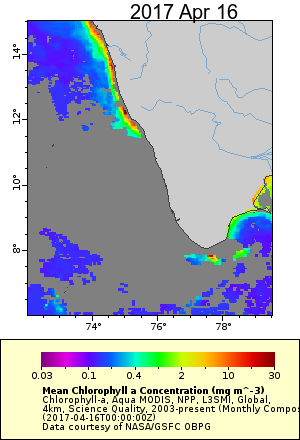 2017 Apr 16
14°
12°
10°
8°
74°
76°
78°
0.03
0.1
0.4
1
3
10
30
Mean Chlorophyll a Concentration (mg m^-3)
Chlorophyll-a, Aqua MODIS, NPP, L3SMI, Global,
4km, Science Quality, 2003-present (Monthly Compos
(2017-04-16T00:00:00Z)
Data courtesy of NASA/GSFC OBPG